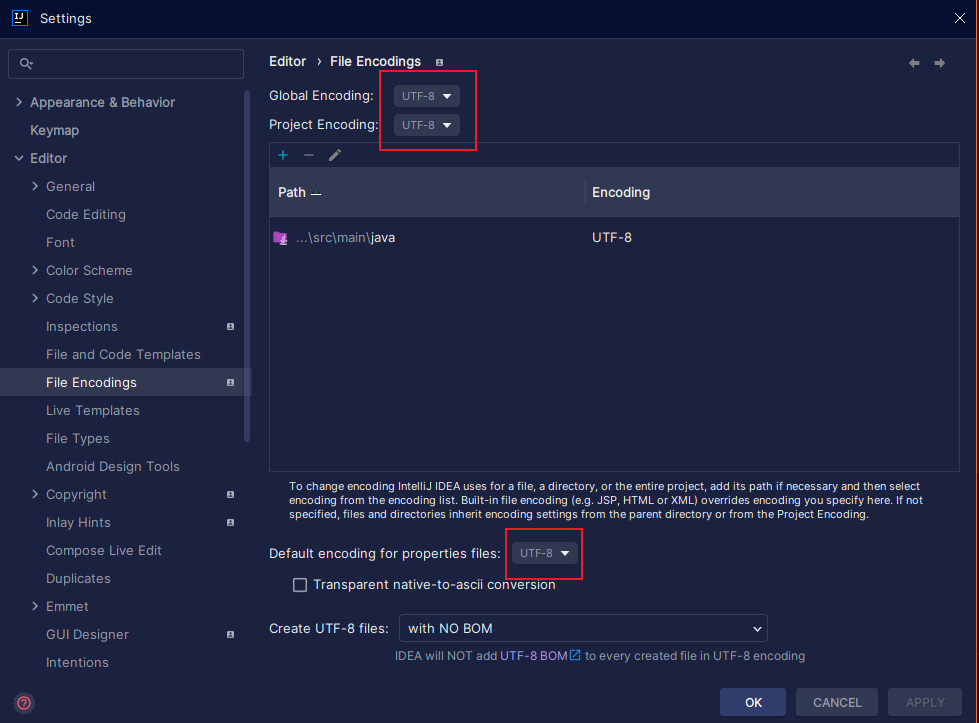 IJ
Settings
Editor › File Encodings
Global Encoding: UTF-8
Project Encoding: UTF-8
Appearance & Behavior
Keymap
Editor
General
Code Editing
Font
Color Scheme
Code Style
Inspections
File and Code Templates
File Encodings
Live Templates
File Types
Android Design Tools
Copyright
Inlay Hints
Compose Live Edit
Duplicates
Emmet
GUI Designer
Intentions
Path Encoding
...\src\main\java UTF-8
To change encoding IntelliJ IDEA uses for a file, a directory, or the entire project, add its path if necessary and then select
encoding from the encoding list. Built-in file encoding (e.g. JSP, HTML or XML) overrides encoding you specify here. If not
specified, files and directories inherit encoding settings from the parent directory or from the Project Encoding.
Default encoding for properties files: UTF-8
Transparent native-to-ascii conversion
Create UTF-8 files: with NO BOM
IDEA will NOT add UTF-8 BOM to every created file in UTF-8 encoding
? OK CANCEL APPLY